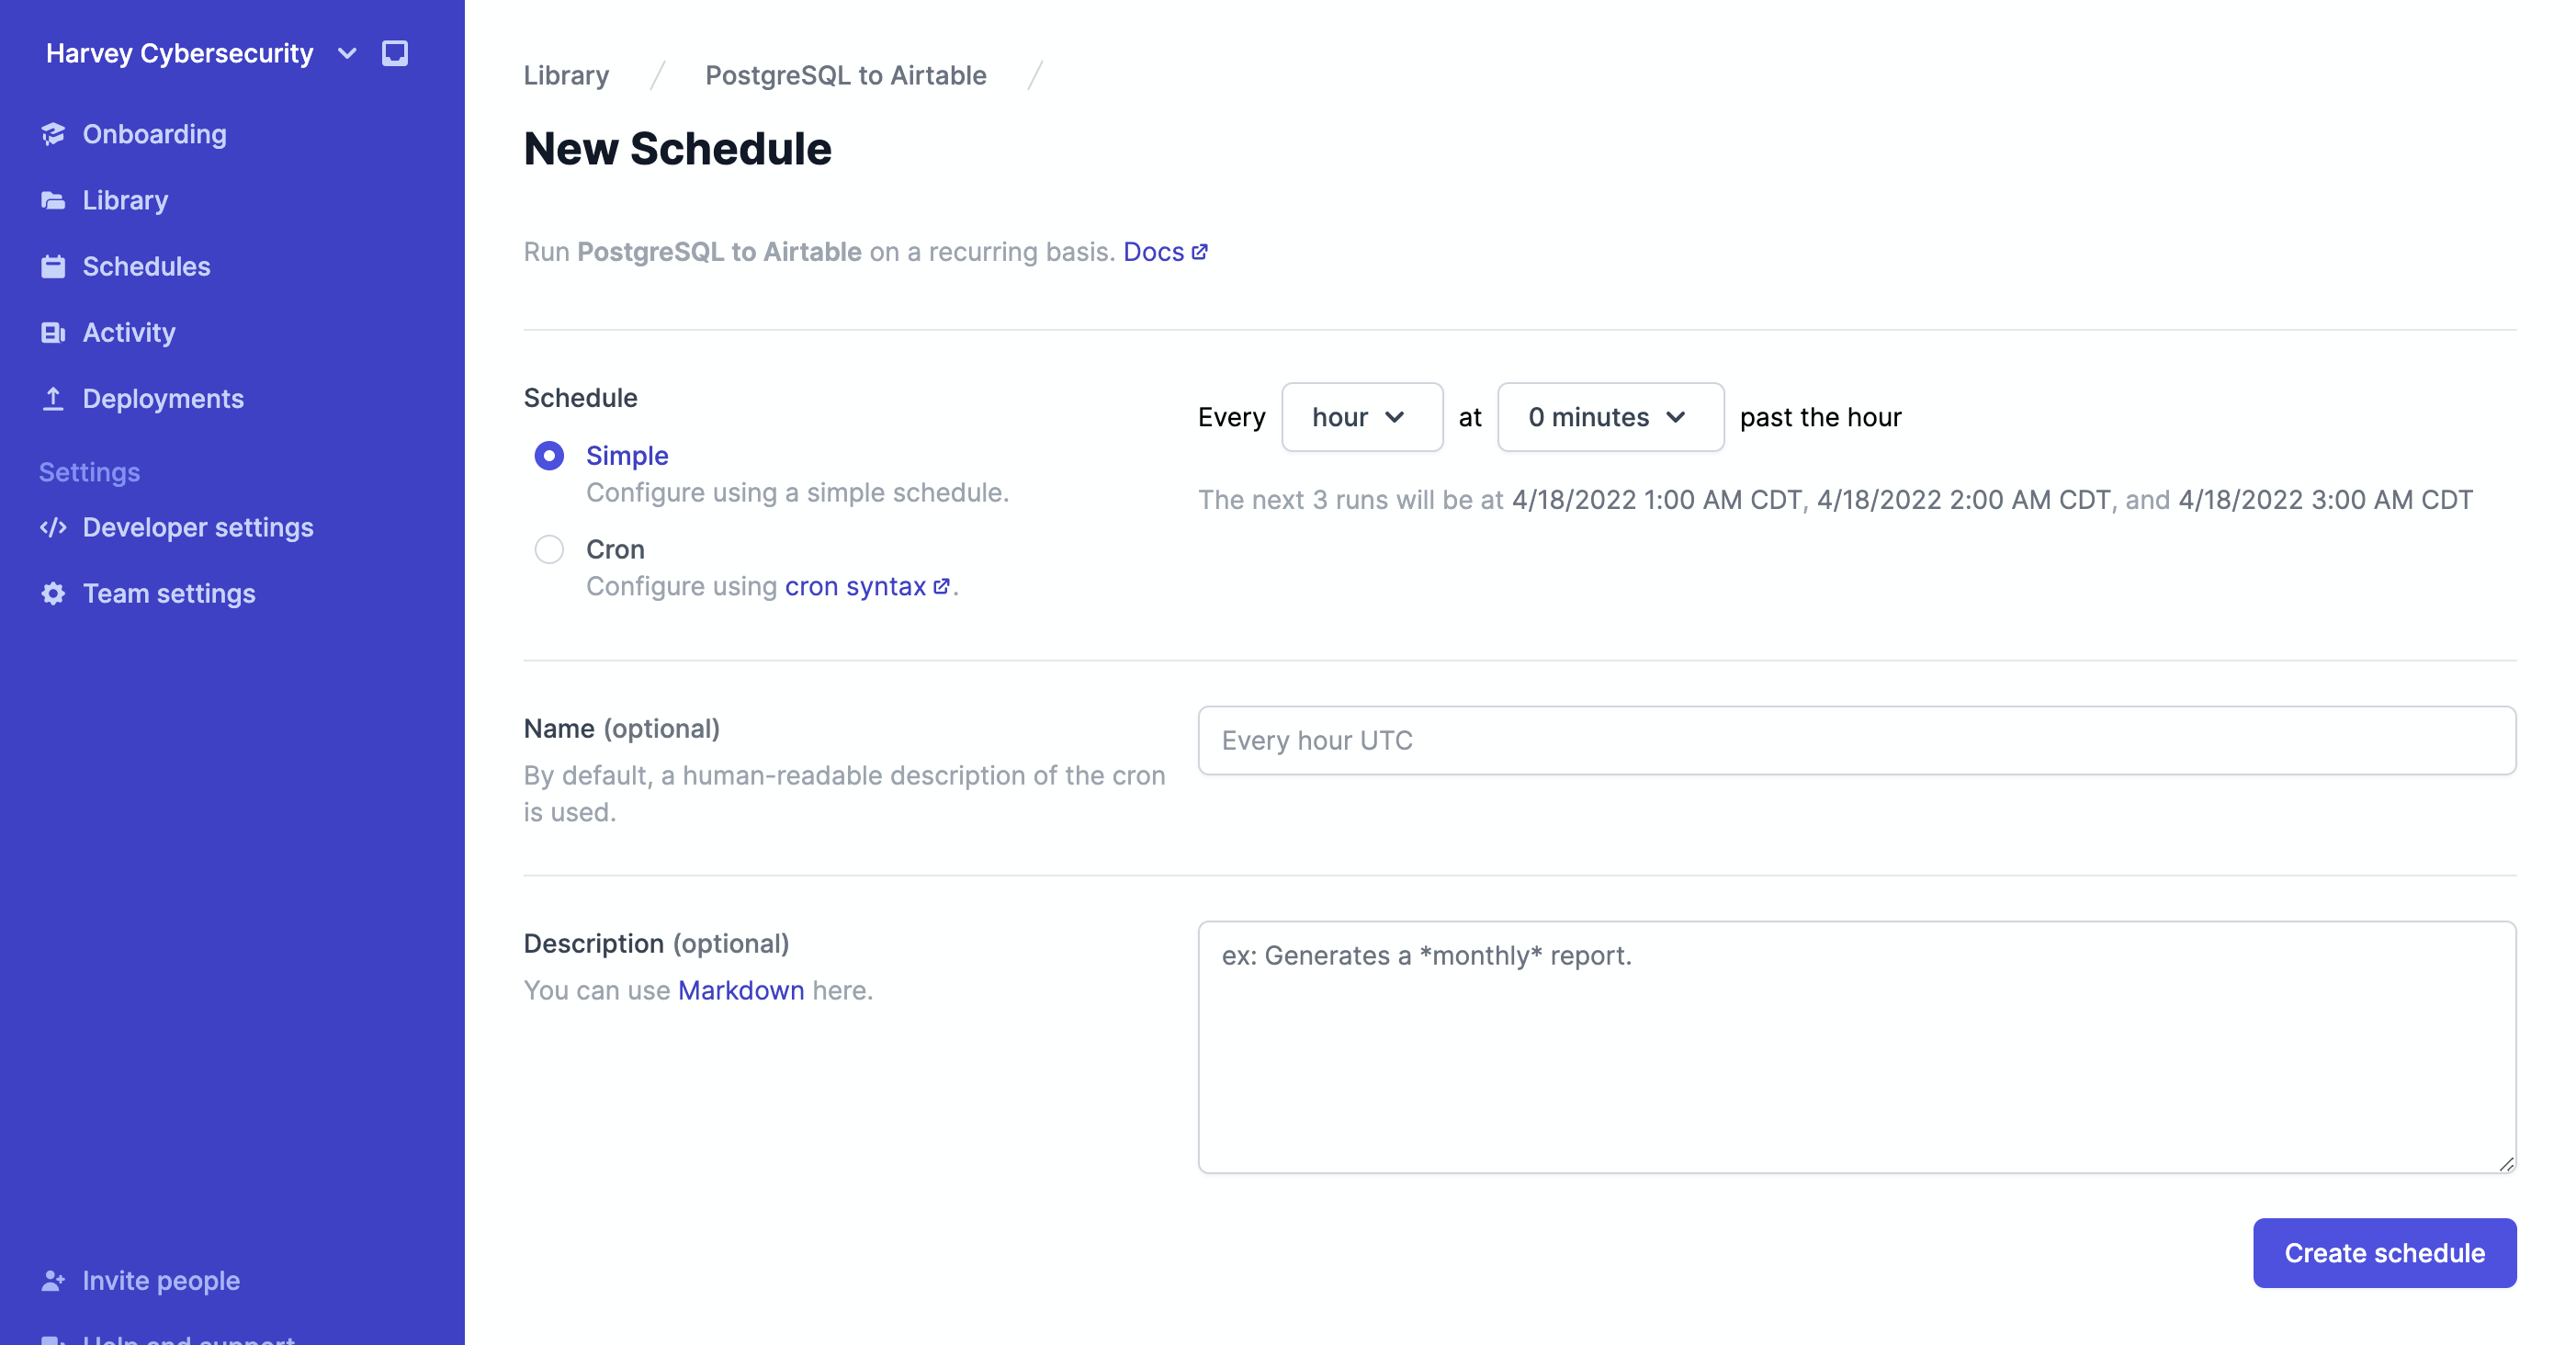 Harvey Cybersecurity
Onboarding
Library
Schedules
Activity
Deployments
Settings
Developer settings
Team settings
Invite people
Help and support
Library / PostgreSQL to Airtable /
New Schedule
Run PostgreSQL to Airtable on a recurring basis. Docs
Schedule
Simple
Configure using a simple schedule.
Cron
Configure using cron syntax.
Every hour at 0 minutes past the hour
The next 3 runs will be at 4/18/2022 1:00 AM CDT, 4/18/2022 2:00 AM CDT, and 4/18/2022 3:00 AM CDT
Name (optional)
By default, a human-readable description of the cron
is used.
Every hour UTC
Description (optional)
You can use Markdown here.
ex: Generates a *monthly* report.
Create schedule